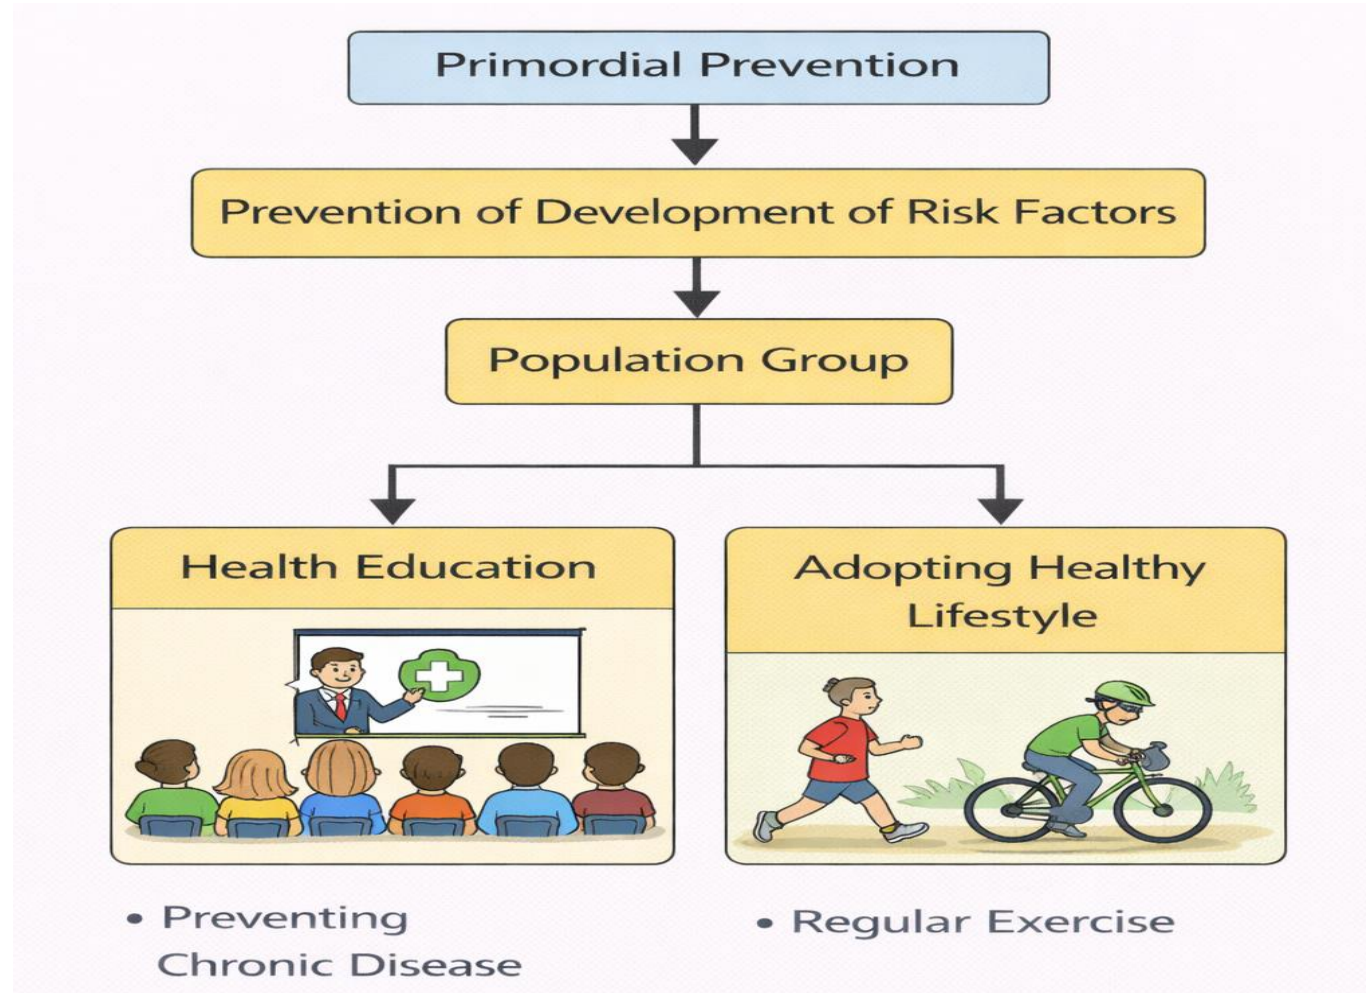 Primordial Prevention
Prevention of Development of Risk Factors
Population Group
Health Education
Adopting Healthy
Lifestyle
• Preventing
Chronic Disease
• Regular Exercise